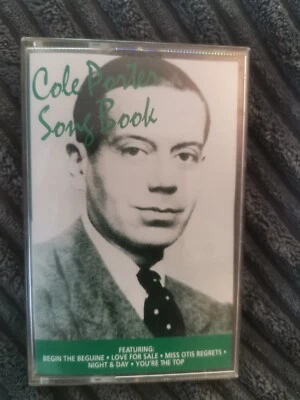 Cole Porter
Song Book
FEATURING:
BEGIN THE BEGUINE • LOVE FOR SALE • MISS OTIS REGRETS •
NIGHT & DAY • YOU'RE THE TOP